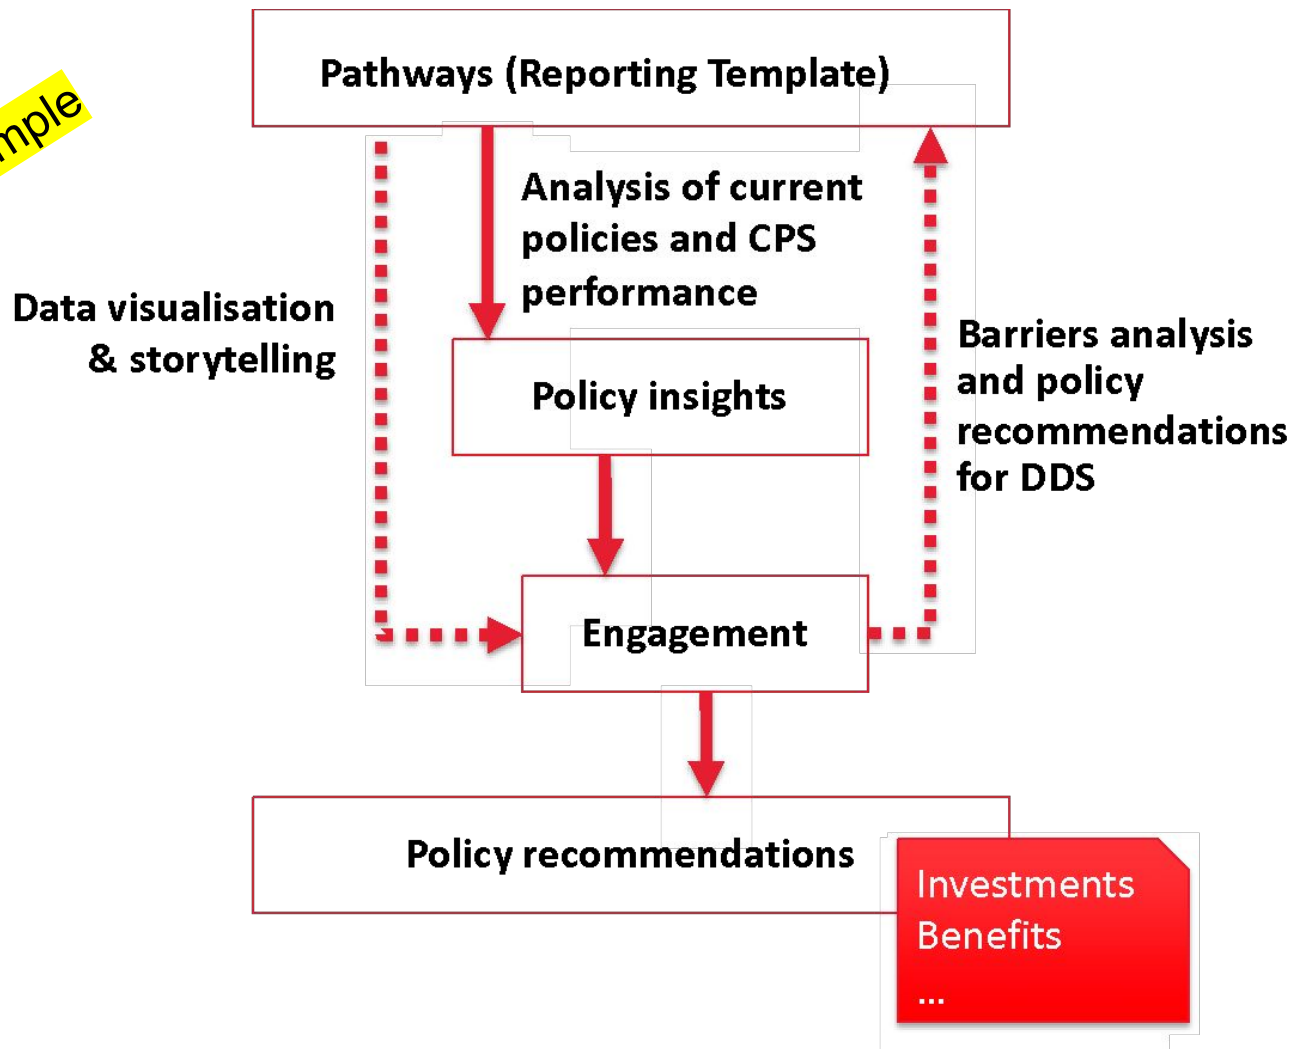 Pathways (Reporting Template)
Analysis of current
policies and CPS
performance
Data visualisation
& storytelling
Barriers analysis
and policy
recommendations
for DDS
Policy insights
Engagement
Policy recommendations
Investments
Benefits
...